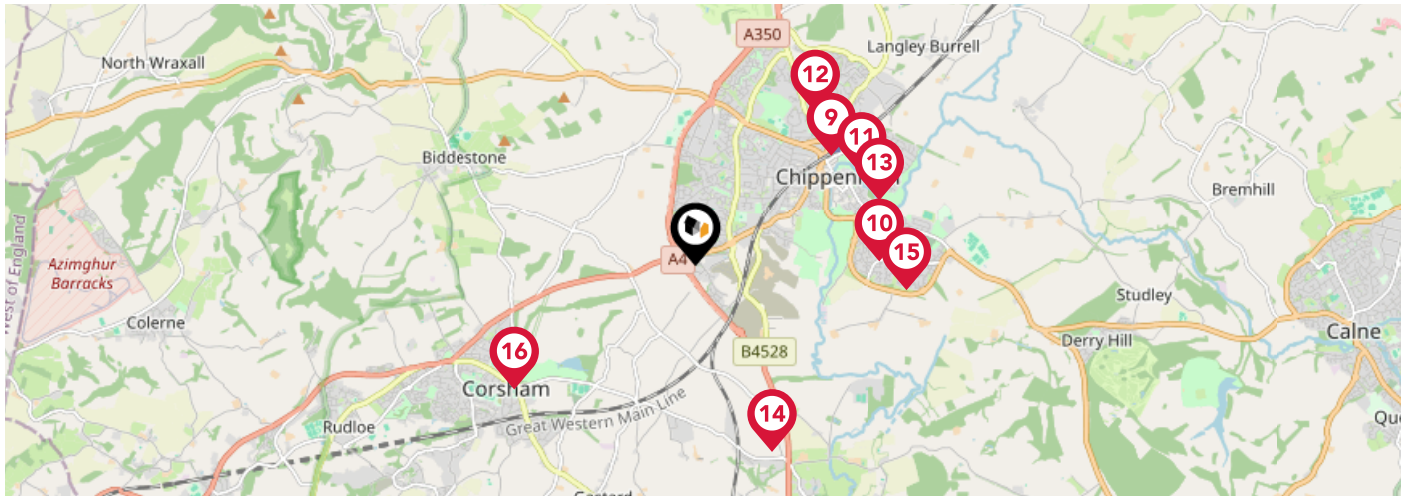 A350
Langley Burrell
North Wraxall
12
9
11
Biddestone
13
Chippen
Bremhill
10
West of England
15
A4
Azimghur
Barracks
Studley
Colerne
Calne
Derry Hill
16
B4528
Corsham
Great Western Main Line
14
Rudloe